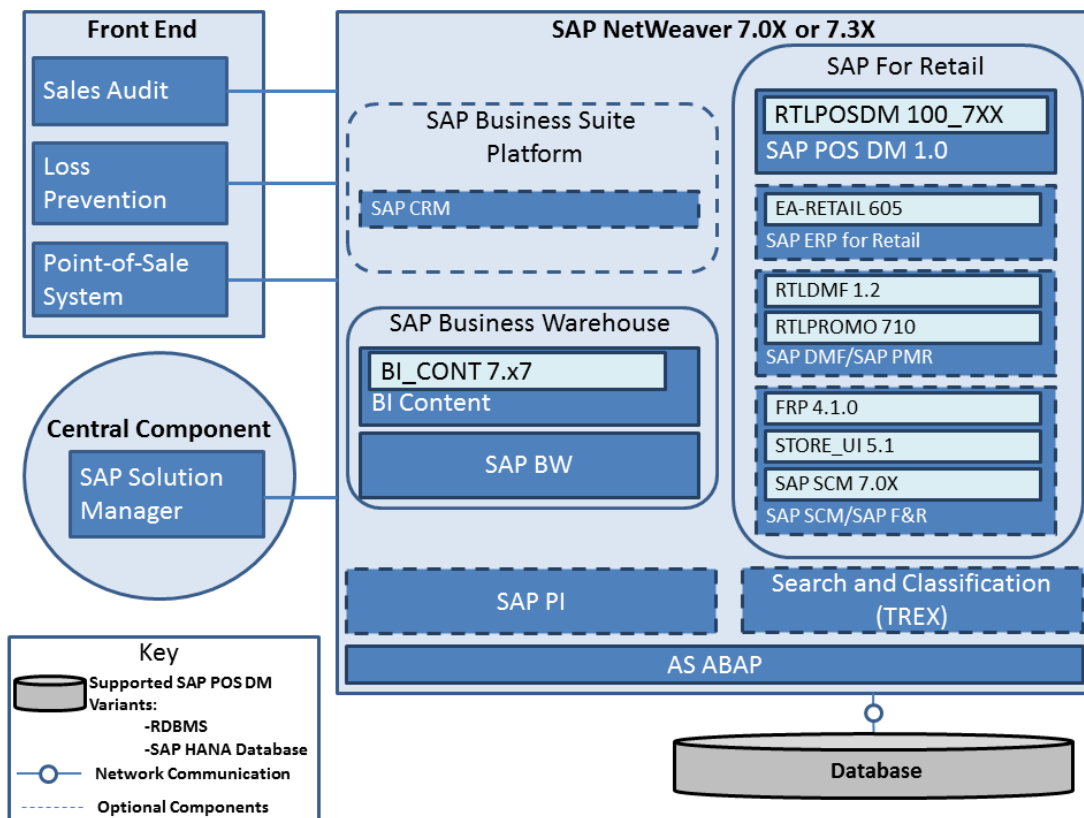 Front End
Sales Audit
Loss
Prevention
Point-of-Sale
System
Central Component
SAP Solution
Manager
SAP NetWeaver 7.0X or 7.3X
SAP Business Suite
Platform
SAP CRM
SAP Business Warehouse
BI_CONT 7.x7
BI Content
SAP BW
SAP For Retail
RTLPOSDM 100_7XX
SAP POS DM 1.0
EA-RETAIL 605
SAP ERP for Retail
RTLDMF 1.2
RTLPROMO 710
SAP DMF/SAP PMR
FRP 4.1.0
STORE_UI 5.1
SAP SCM 7.0X
SAP SCM/SAP F&R
SAP PI
Search and Classification
(TREX)
AS ABAP
Database
Key
Supported SAP POS DM
Variants:
-RDBMS
-SAP HANA Database
Network Communication
Optional Components